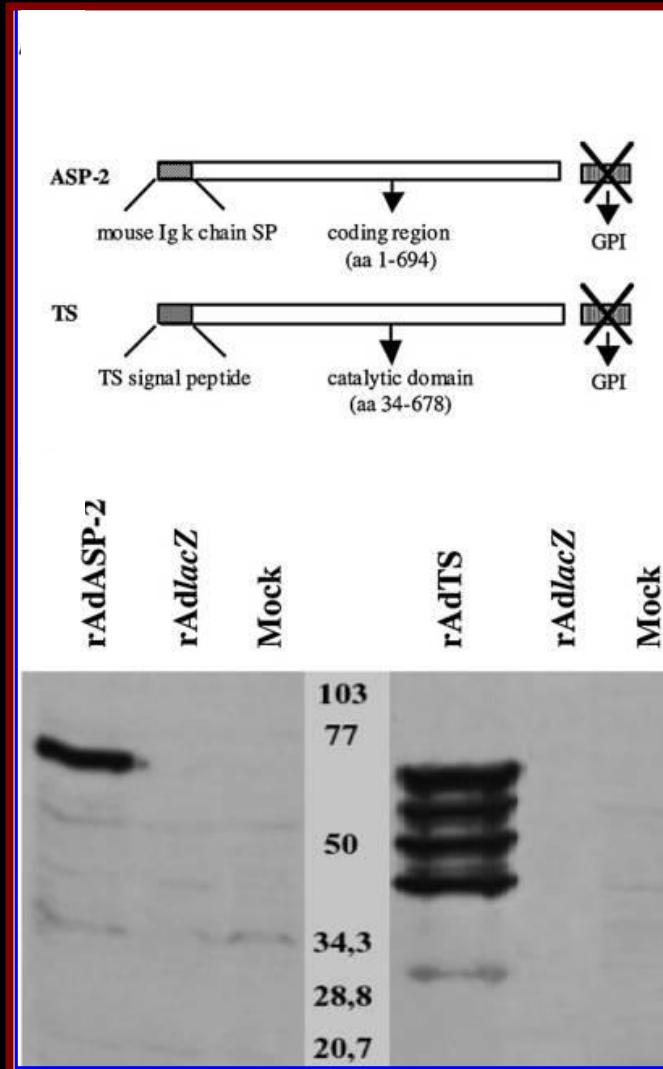 ASP-2
mouse Ig k chain SP
coding region
(aa 1-694)
GPI
TS
TS signal peptide
catalytic domain
(aa 34-678)
GPI
rAdASP-2
rAdlacZ
Mock
rAdTS
rAdlacZ
Mock
103
77
50
34,3
28,8
20,7